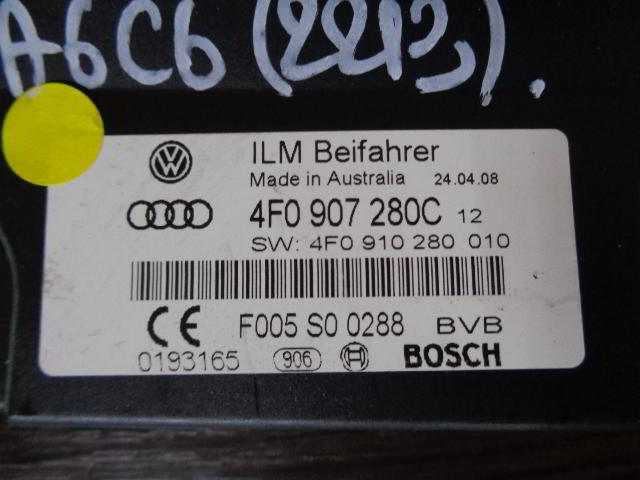 A6C6 (2213).
ILM Beifahrer
Made in Australia 24.04.08
4F0 907 280C 12
SW: 4F0 910 280 010
CE F005 S0 0288 BVB
0193165 906 BOSCH